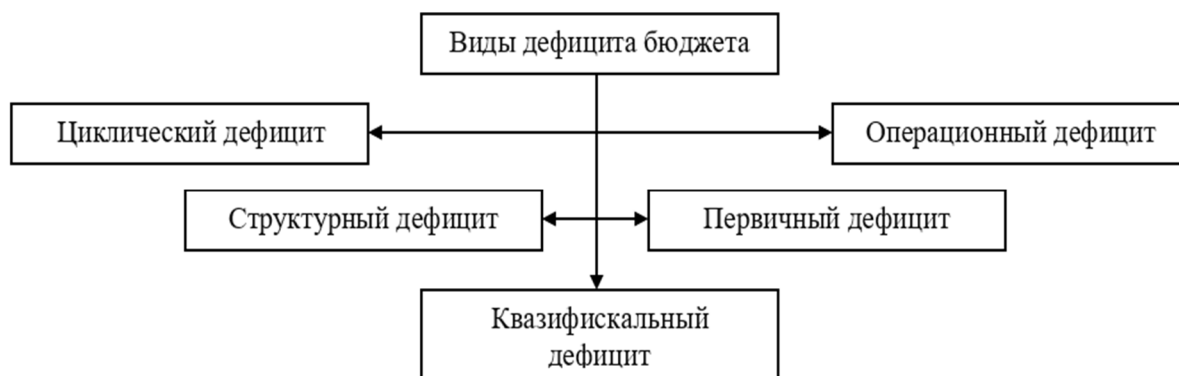 Виды дефицита бюджета
Циклический дефицит
Операционный дефицит
Структурный дефицит
Первичный дефицит
Квазифискальный
дефицит